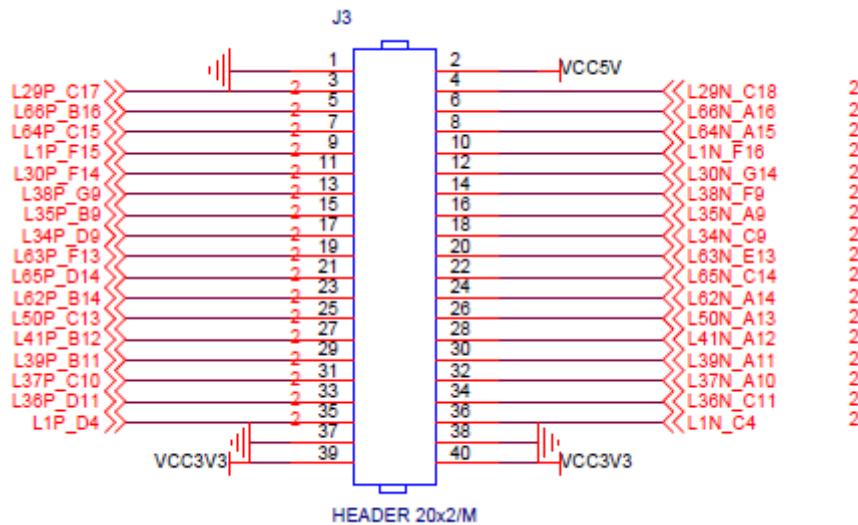 J3
1 2 VCC5V
L29P_C17 2 3 4 L29N_C18 2
L66P_B16 2 5 6 L66N_A16 2
L64P_C15 2 7 8 L64N_A15 2
L1P_F15 2 9 10 L1N_F16 2
L30P_F14 2 11 12 L30N_G14 2
L38P_G9 2 13 14 L38N_F9 2
L35P_B9 2 15 16 L35N_A9 2
L34P_D9 2 17 18 L34N_C9 2
L63P_F13 2 19 20 L63N_E13 2
L65P_D14 2 21 22 L65N_C14 2
L62P_B14 2 23 24 L62N_A14 2
L50P_C13 2 25 26 L50N_A13 2
L41P_B12 2 27 28 L41N_A12 2
L39P_B11 2 29 30 L39N_A11 2
L37P_C10 2 31 32 L37N_A10 2
L36P_D11 2 33 34 L36N_C11 2
L1P_D4 2 35 36 L1N_C4 2
37 38
VCC3V3 39 40 VCC3V3
HEADER 20x2/M